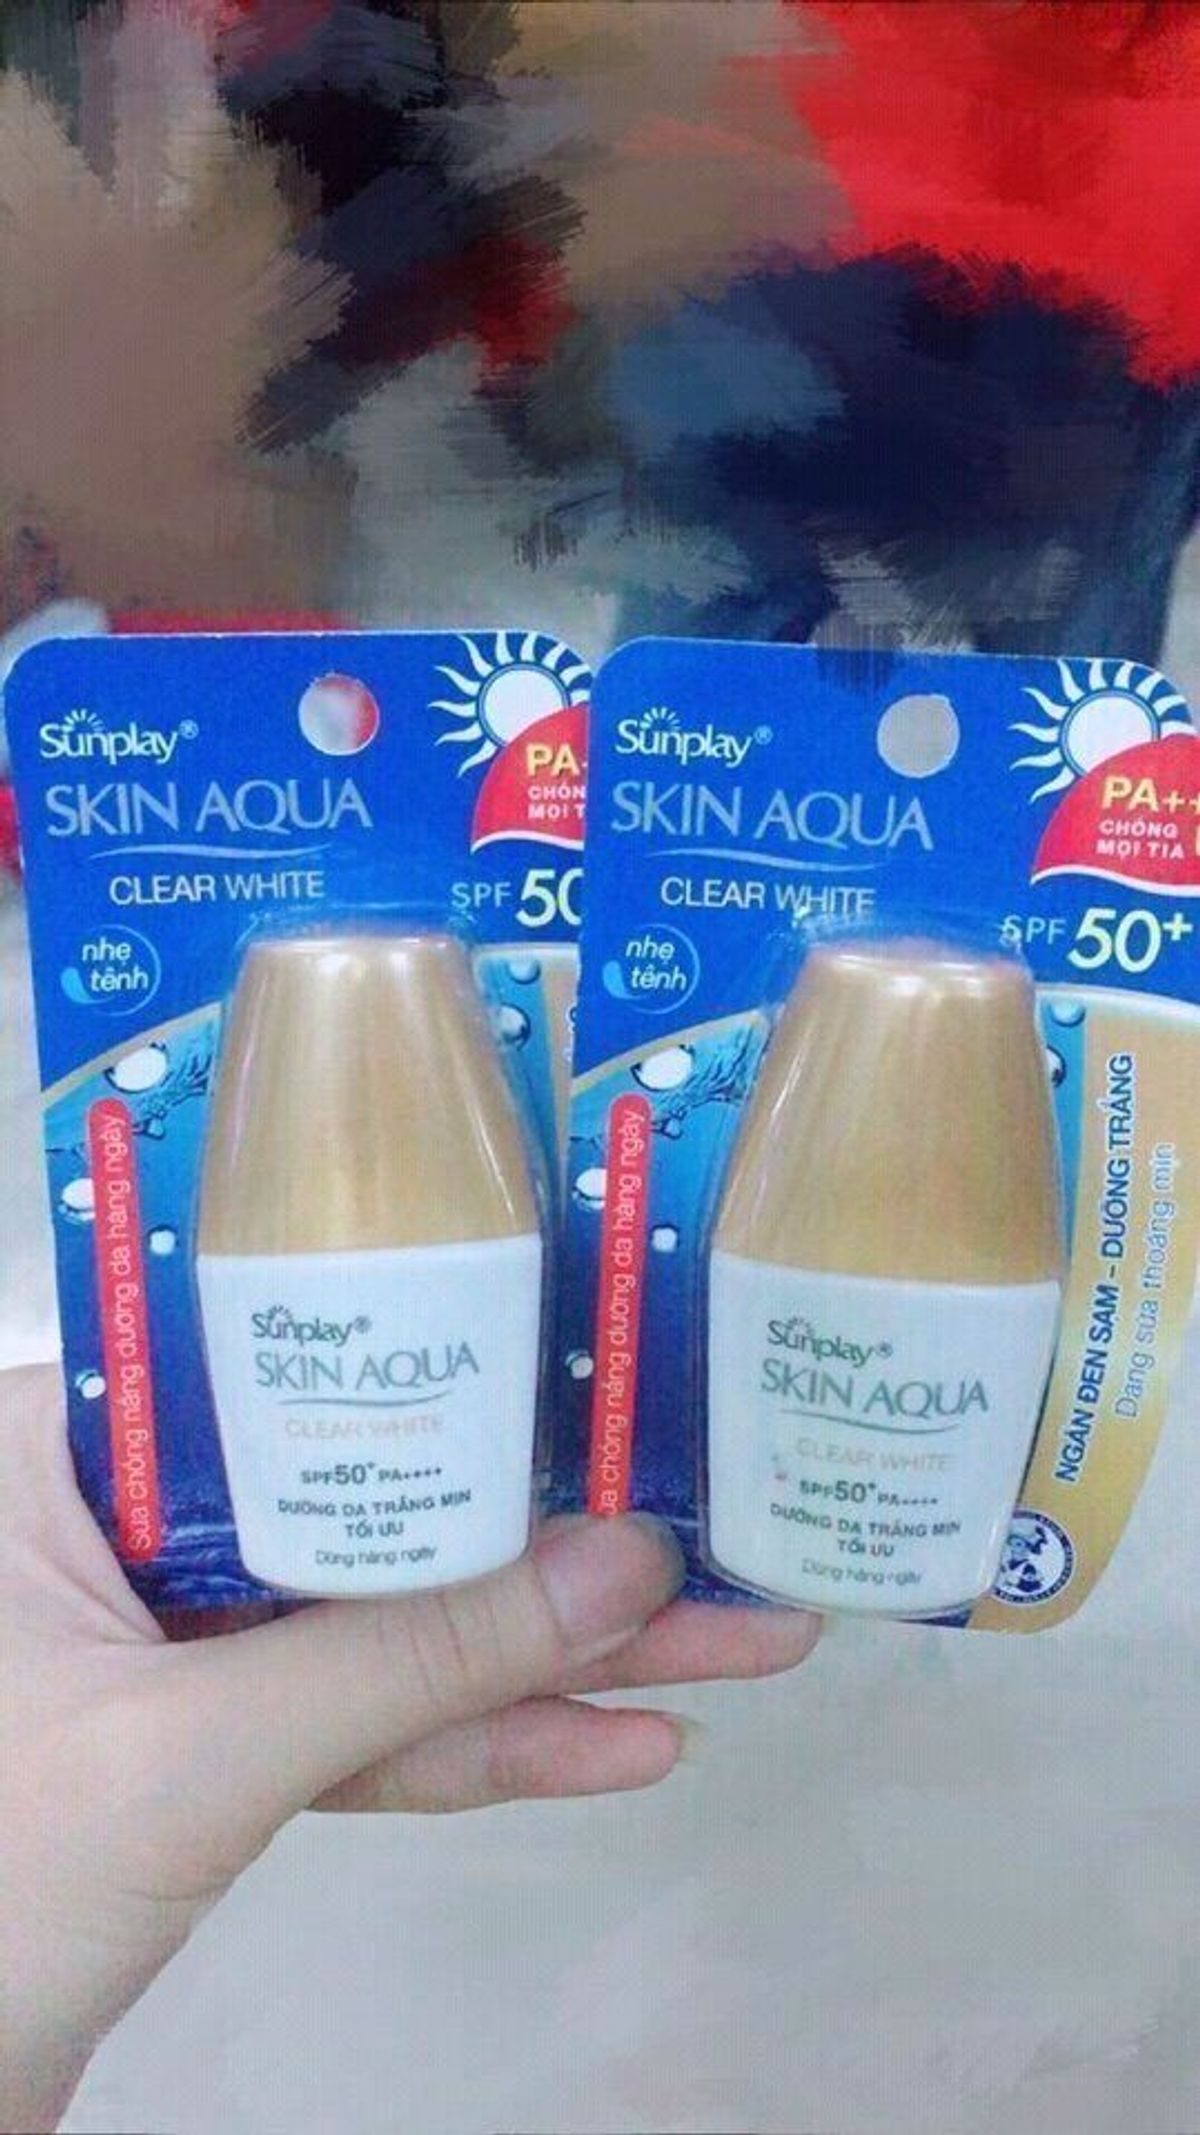 Sunplay®
SKIN AQUA
CLEAR WHITE
SPF 50
nhẹ
tênh
Sữa chống nắng dưỡng da hàng ngày
Sunplay®
SKIN AQUA
CLEAR WHITE
SPF50+ PA++++
DƯỠNG DA TRẮNG MỊN
TỐI ƯU
Dùng hàng ngày
Sunplay®
SKIN AQUA
CLEAR WHITE
PA++
CHỐNG
MỌI TIA
SPF 50+
nhẹ
tênh
chống nắng dưỡng da hàng ngày
NGĂN ĐEN SẠM – DƯỠNG TRẮNG
Dạng sữa thoáng mịn
Sunplay®
SKIN AQUA
CLEAR WHITE
SPF50+ PA++++
DƯỠNG DA TRẮNG MỊN
TỐI ƯU
Dùng hàng ngày